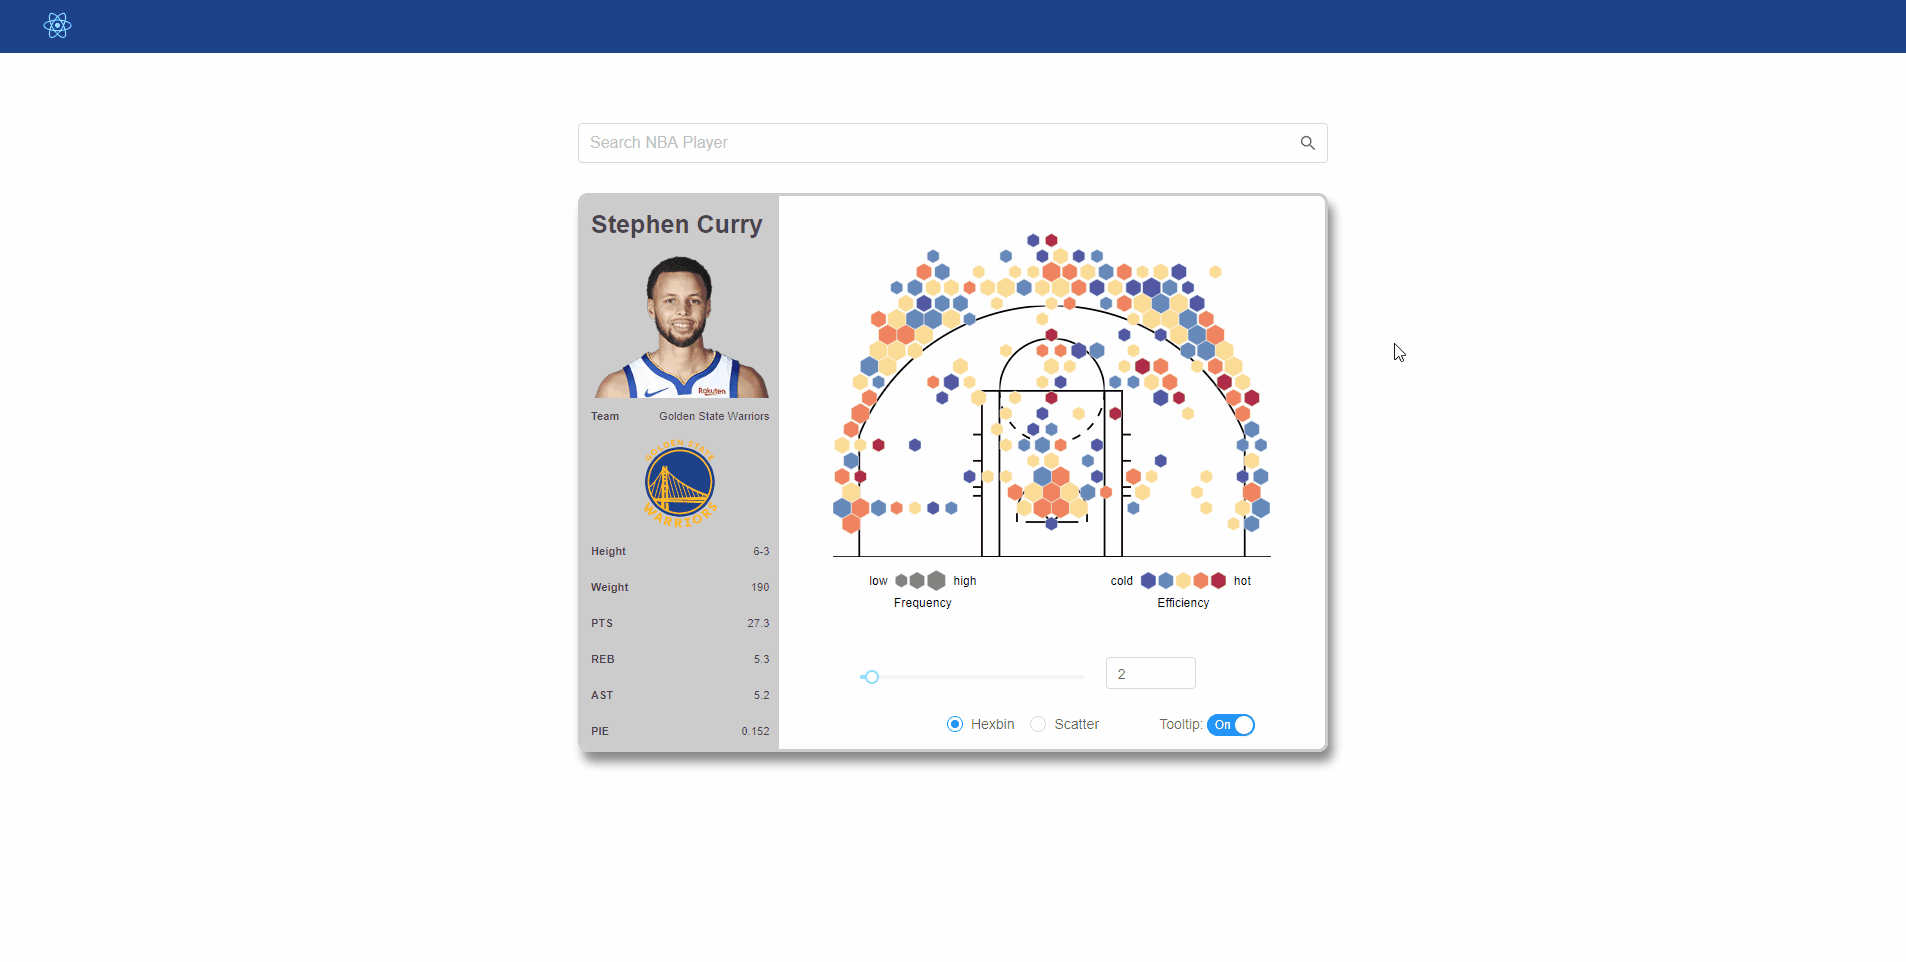 Search NBA Player
Stephen Curry
Rakuten
Team Golden State Warriors
GOLDEN STATE
WARRIORS
Height 6-3
Weight 190
PTS 27.3
REB 5.3
AST 5.2
PIE 0.152
low high
Frequency
cold hot
Efficiency
2
Hexbin Scatter Tooltip: On